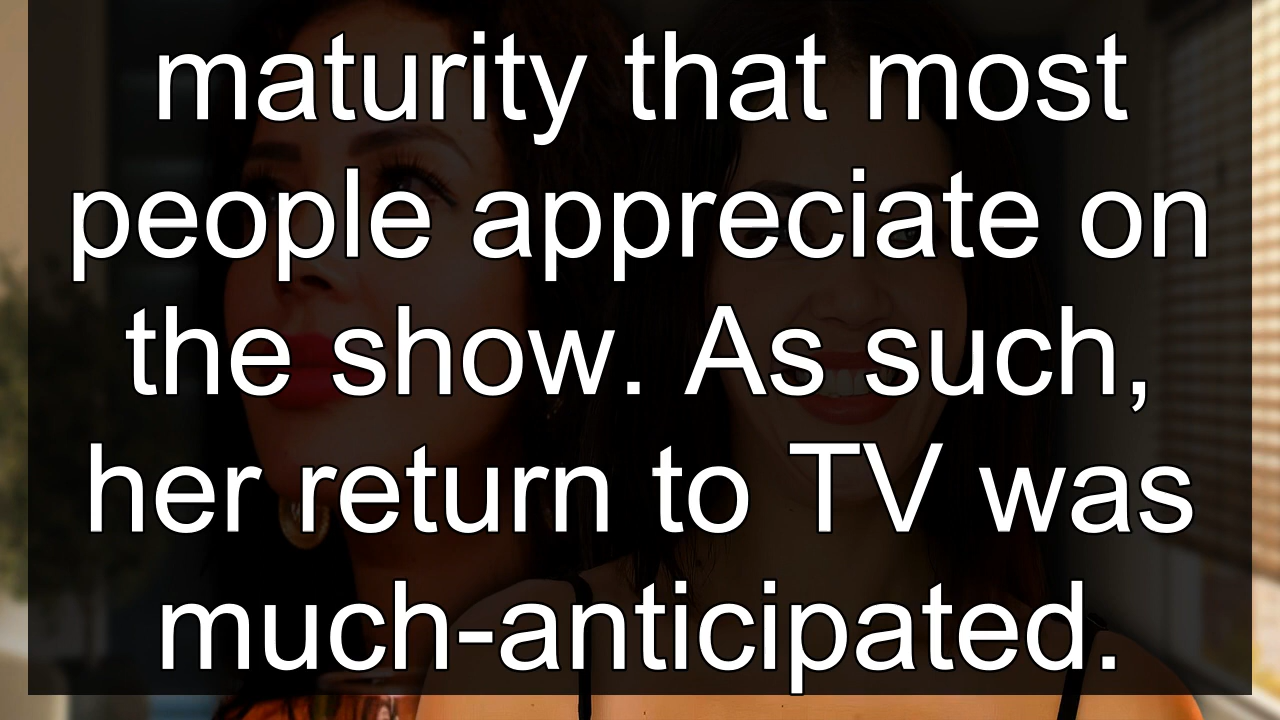 maturity that most
people appreciate on
the show. As such,
her return to TV was
much-anticipated.